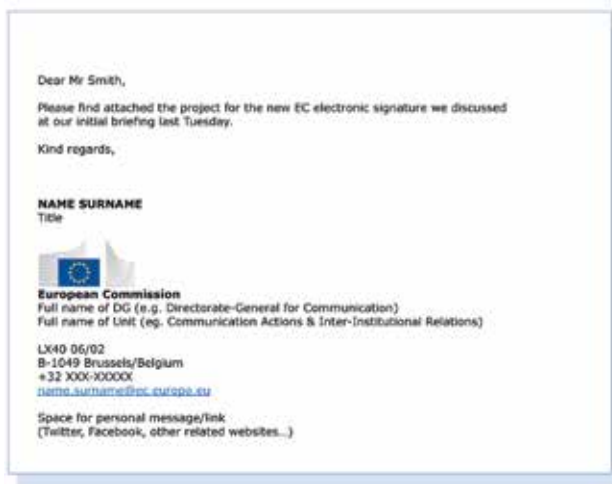 Dear Mr Smith,
Please find attached the project for the new EC electronic signature we discussed
at our initial briefing last Tuesday.
Kind regards,
NAME SURNAME
Title
European Commission
Full name of DG (e.g. Directorate-General for Communication)
Full name of Unit (eg. Communication Actions & Inter-Institutional Relations)
LX40 06/02
B-1049 Brussels/Belgium
+32 XXX-XXXXX
name.surname@ec.europe.eu
Space for personal message/link
(Twitter, Facebook, other related websites...)